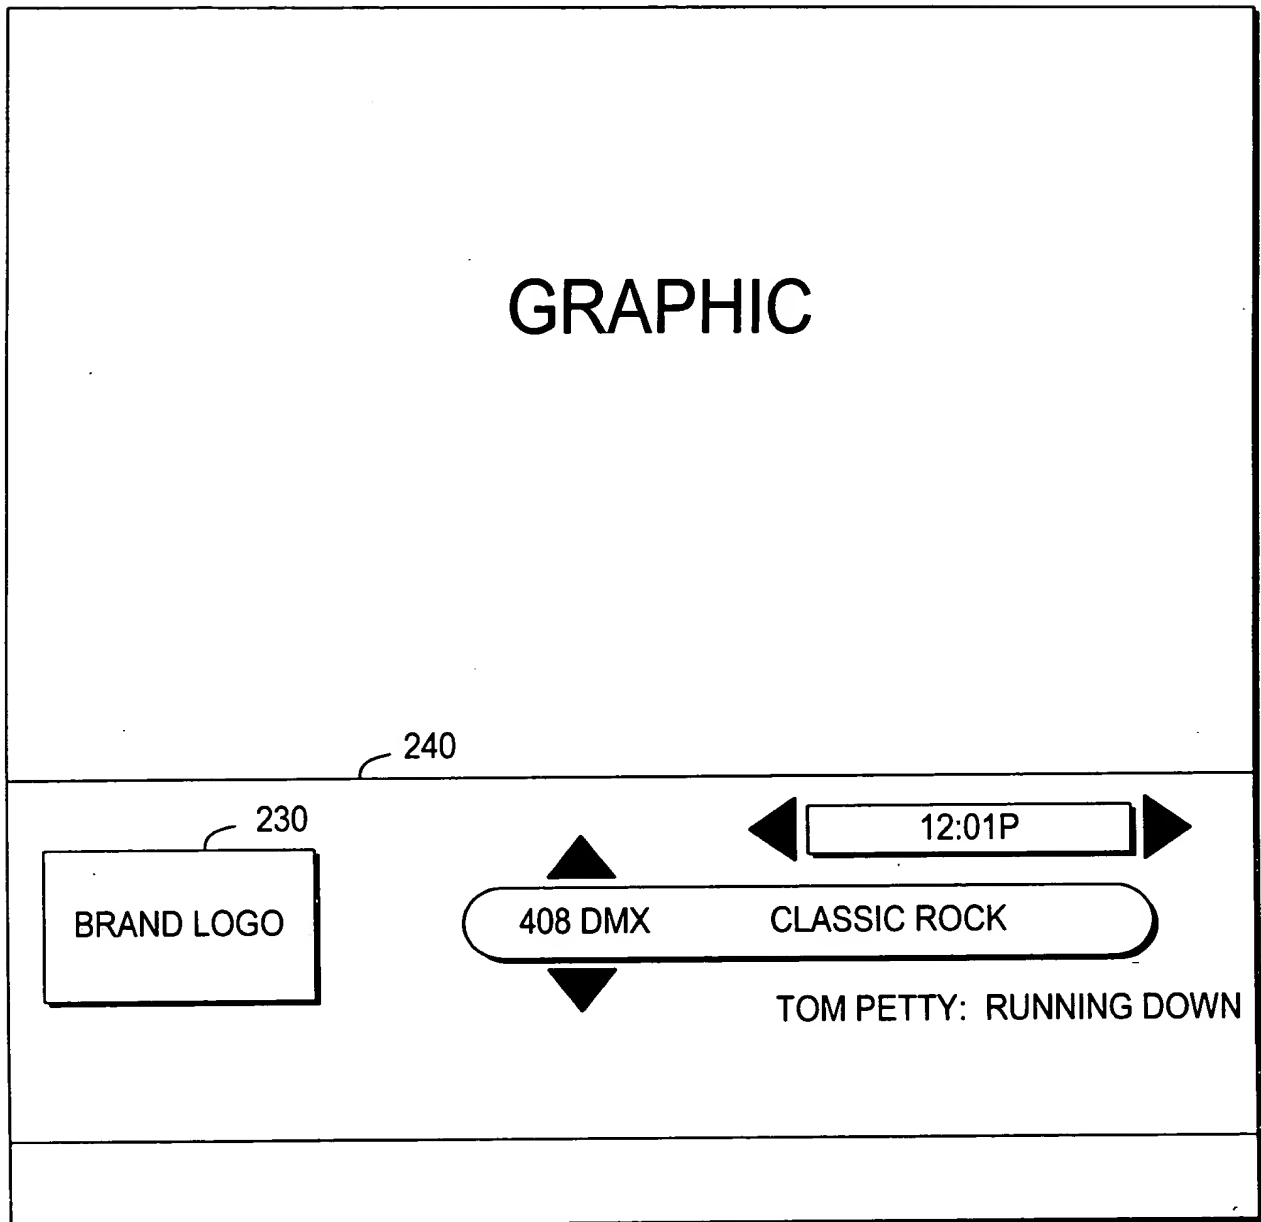 GRAPHIC
240
230
12:01P
BRAND LOGO
408 DMX CLASSIC ROCK
TOM PETTY: RUNNING DOWN